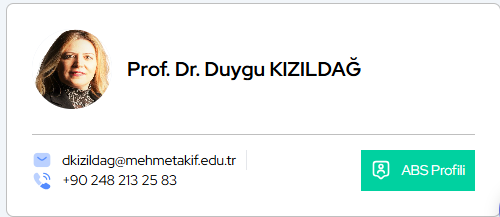 Prof. Dr. Duygu KIZILDAĞ
dkizildag@mehmetakif.edu.tr
+90 248 213 25 83
ABS Profili